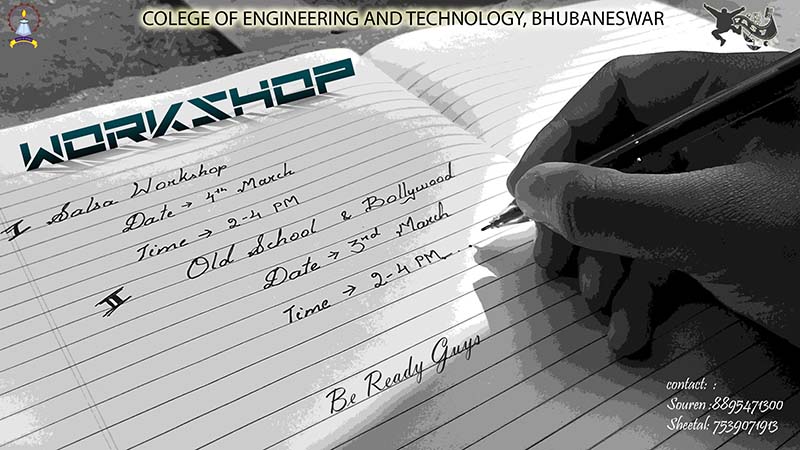 COLEGE OF ENGINEERING AND TECHNOLOGY, BHUBANESWAR
WORKSHOP
I Salsa Workshop
Date → 4th March
Time → 2-4 PM
II Old School & Bollywood
Date → 3rd March
Time → 2-4 PM....
Be Ready Guys
contact: :
Souren :8895471300
Sheetal: 7539071913